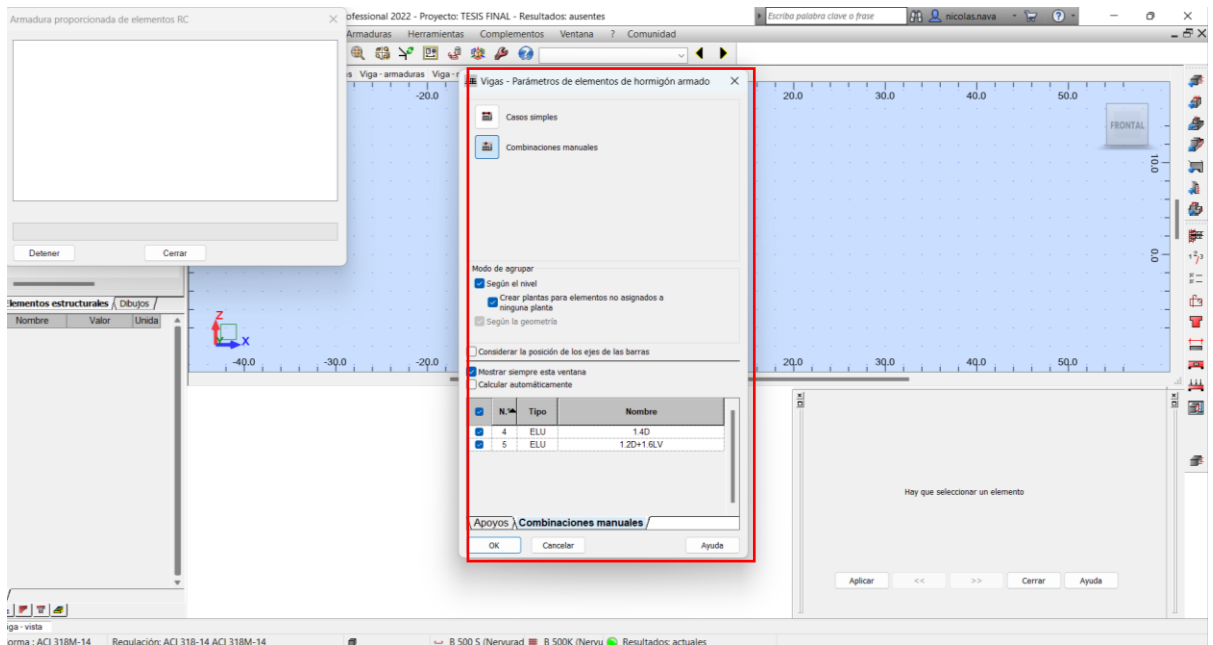 Armadura proporcionada de elementos RC
ofessional 2022 - Proyecto: TESIS FINAL - Resultados: ausentes
Escriba palabra clave o frase
nicolas.nava
Armaduras Herramientas Complementos Ventana ? Comunidad
as Viga - armaduras Viga - r
Vigas - Parámetros de elementos de hormigón armado
-20.0
20.0 30.0 40.0 50.0
Casos simples
FRONTAL
Combinaciones manuales
10.0
Detener Cerrar
0.0
Modo de agrupar
Según el nivel
Crear plantas para elementos no asignados a
ninguna planta
Según la geometría
Elementos estructurales Dibujos
Nombre Valor Unida
Z
X
Considerar la posición de los ejes de las barras
-40.0 -30.0 -20.0
20.0 30.0 40.0 50.0
Mostrar siempre esta ventana
Calcular automáticamente
N.° Tipo Nombre
4 ELU 1.4D
5 ELU 1.2D+1.6LV
Hay que seleccionar un elemento
Apoyos Combinaciones manuales
OK Cancelar Ayuda
Aplicar << >> Cerrar Ayuda
iga - vista
orma : ACI 318M-14 Regulación: ACI 318-14 ACI 318M-14 B 500 S (Nervurad B 500K (Nervu Resultados: actuales